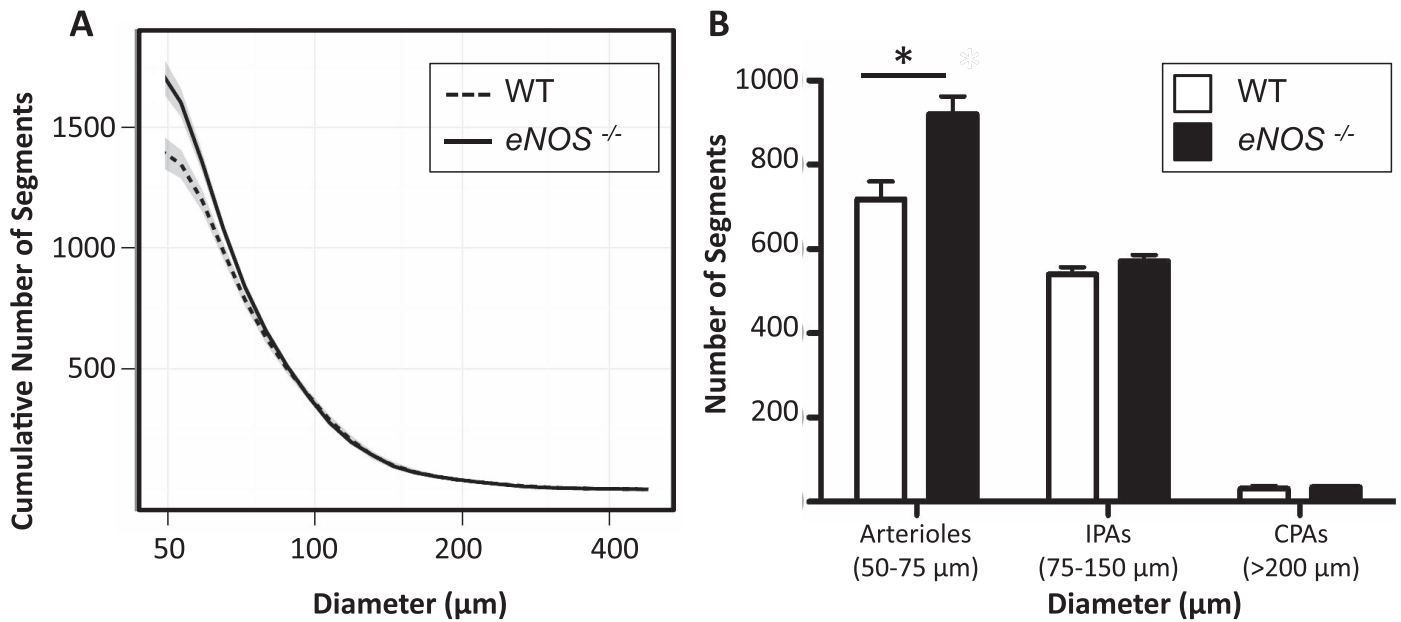 A
Cumulative Number of Segments
1500
1000
500
WT
eNOS -/-
50 100 200 400
Diameter (µm)
B
Number of Segments
1000
800
600
400
200
*
*
WT
eNOS -/-
Arterioles IPAs CPAs
(50-75 µm) (75-150 µm) (>200 µm)
Diameter (µm)